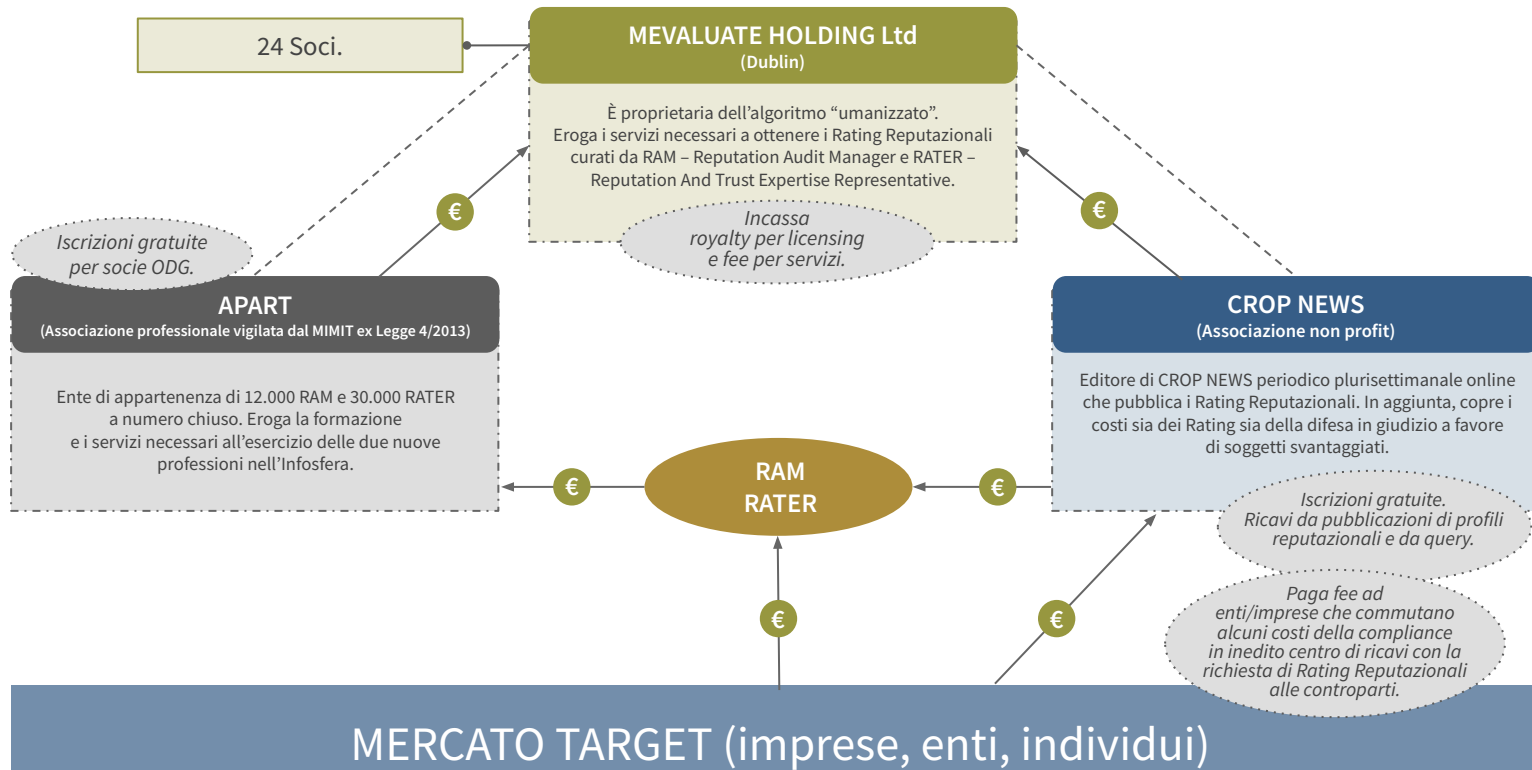 24 Soci.
MEVALUATE HOLDING Ltd
(Dublin)
È proprietaria dell’algoritmo “umanizzato”.
Eroga i servizi necessari a ottenere i Rating Reputazionali
curati da RAM – Reputation Audit Manager e RATER –
Reputation And Trust Expertise Representative.
Incassa
royalty per licensing
e fee per servizi.
€
€
Iscrizioni gratuite
per socie ODG.
APART
(Associazione professionale vigilata dal MIMIT ex Legge 4/2013)
Ente di appartenenza di 12.000 RAM e 30.000 RATER
a numero chiuso. Eroga la formazione
e i servizi necessari all’esercizio delle due nuove
professioni nell’Infosfera.
CROP NEWS
(Associazione non profit)
Editore di CROP NEWS periodico plurisettimanale online
che pubblica i Rating Reputazionali. In aggiunta, copre i
costi sia dei Rating sia della difesa in giudizio a favore
di soggetti svantaggiati.
€
RAM
RATER
€
Iscrizioni gratuite.
Ricavi da pubblicazioni di profili
reputazionali e da query.
€
€
Paga fee ad
enti/imprese che commutano
alcuni costi della compliance
in inedito centro di ricavi con la
richiesta di Rating Reputazionali
alle controparti.
MERCATO TARGET (imprese, enti, individui)